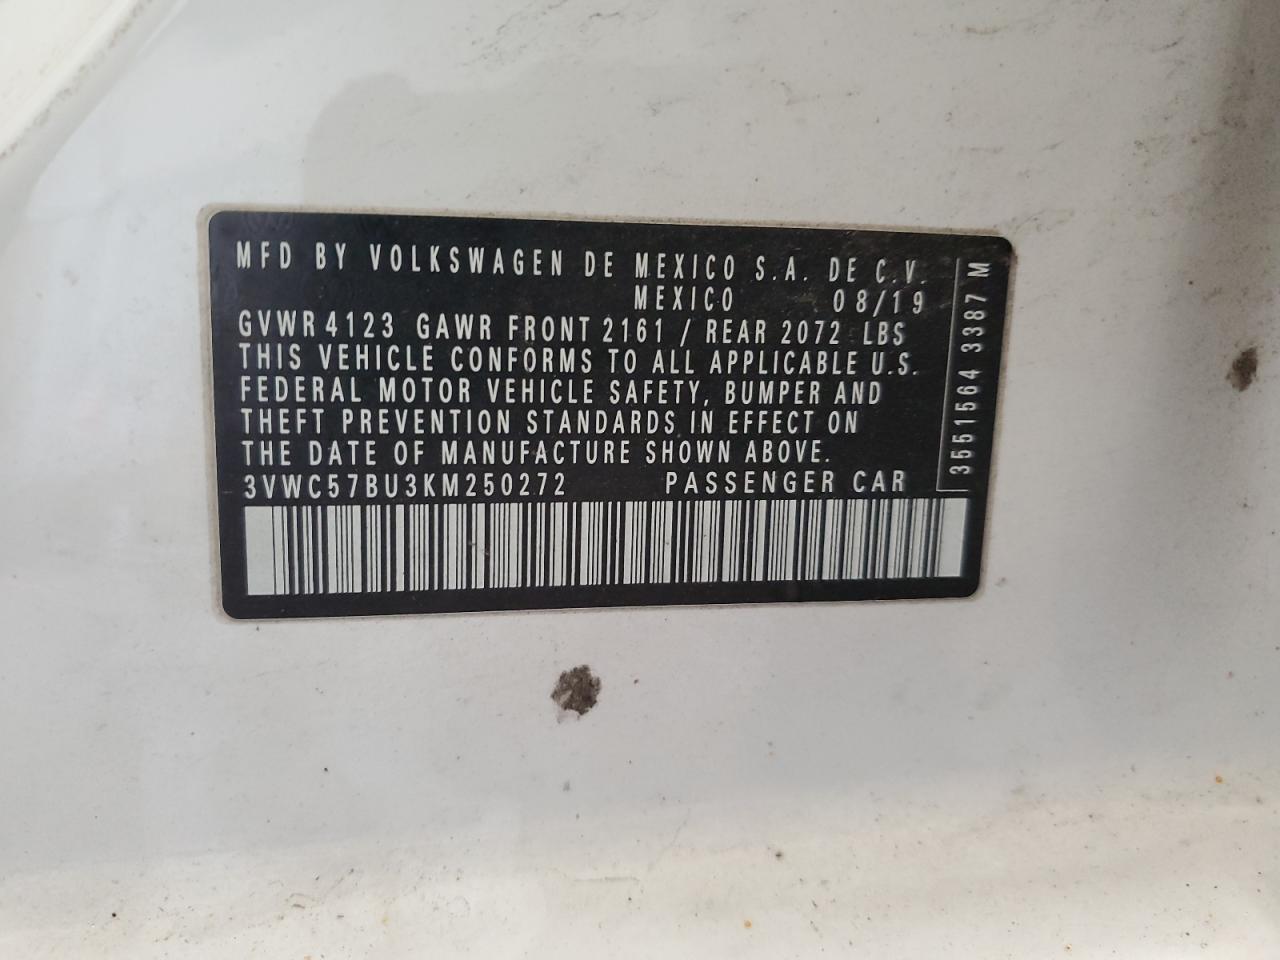 MFD BY VOLKSWAGEN DE MEXICO S.A. DE C.V.
MEXICO 08/19
GVWR 4123 GAWR FRONT 2161 / REAR 2072 LBS
THIS VEHICLE CONFORMS TO ALL APPLICABLE U.S.
FEDERAL MOTOR VEHICLE SAFETY, BUMPER AND
THEFT PREVENTION STANDARDS IN EFFECT ON
THE DATE OF MANUFACTURE SHOWN ABOVE.
3VWC57BU3KM250272 PASSENGER CAR
3551564 3387 M